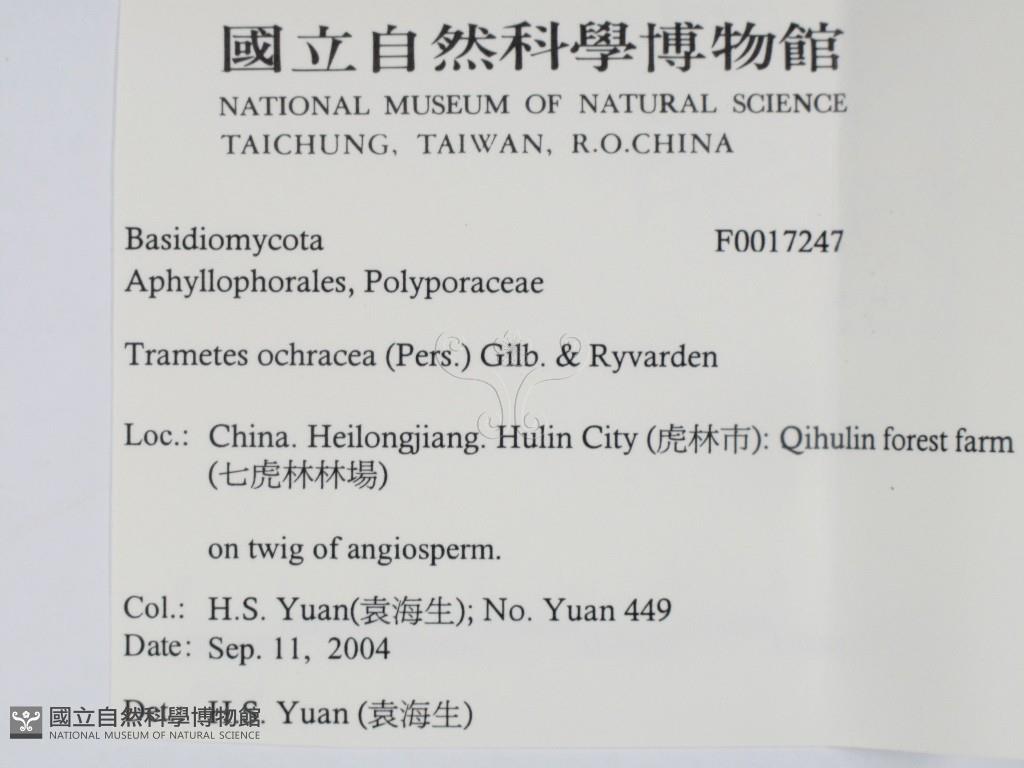 國立自然科學博物館
NATIONAL MUSEUM OF NATURAL SCIENCE
TAICHUNG, TAIWAN, R.O.CHINA
Basidiomycota F0017247
Aphyllophorales, Polyporaceae
Trametes ochracea (Pers.) Gilb. & Ryvarden
Loc.: China. Heilongjiang. Hulin City (虎林市): Qihulin forest farm
(七虎林林場)
on twig of angiosperm.
Col.: H.S. Yuan(袁海生); No. Yuan 449
Date: Sep. 11, 2004
Det.: H.S. Yuan (袁海生)
國立自然科學博物館
NATIONAL MUSEUM OF NATURAL SCIENCE